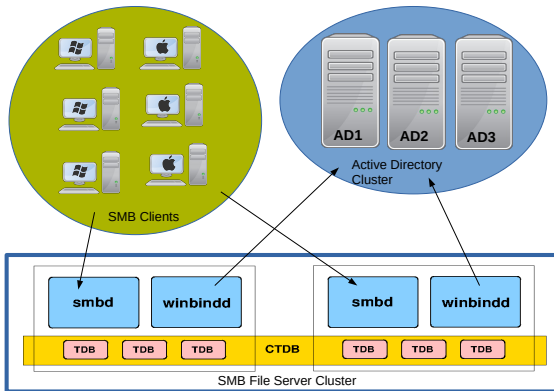 AD1 AD2 AD3
Active Directory
Cluster
SMB Clients
smbd winbindd smbd winbindd
TDB TDB TDB CTDB TDB TDB TDB
SMB File Server Cluster